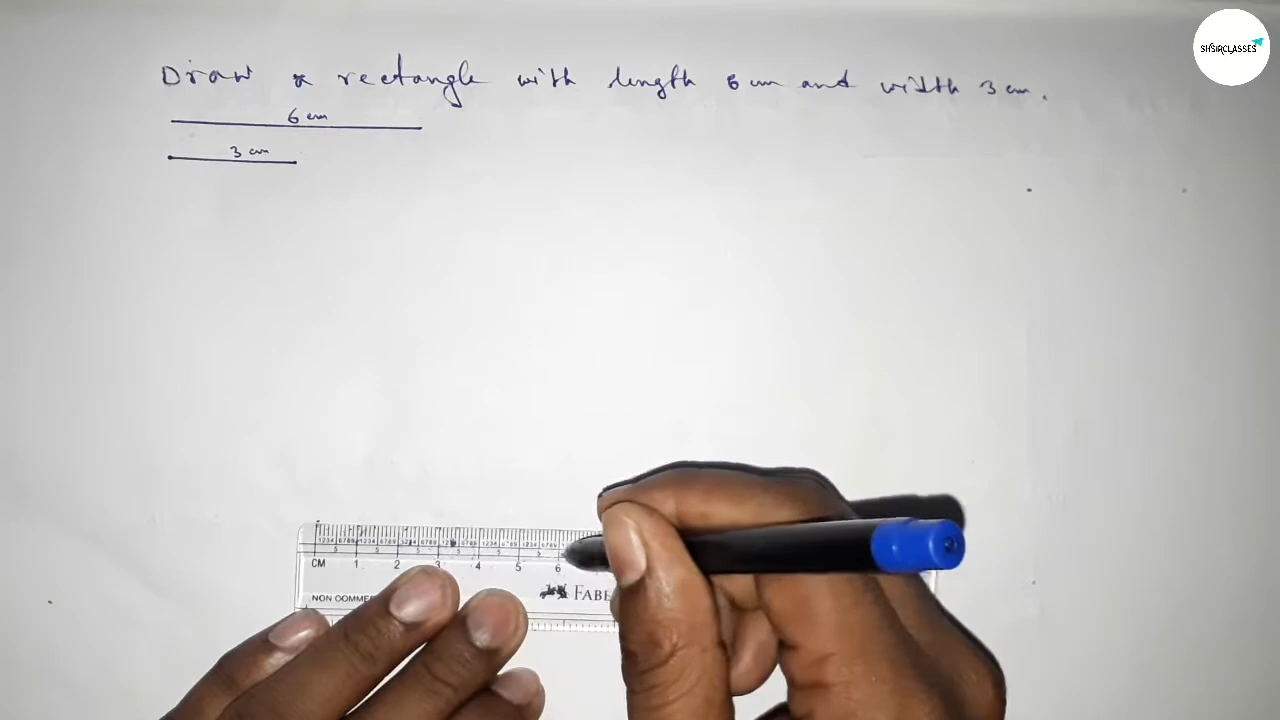 SHSIRCLASSES
Draw a rectangle with length 6 cm and width 3 cm.
6 cm
3 cm
CM 1 2 3 4 5 6
FABE
NON COMME